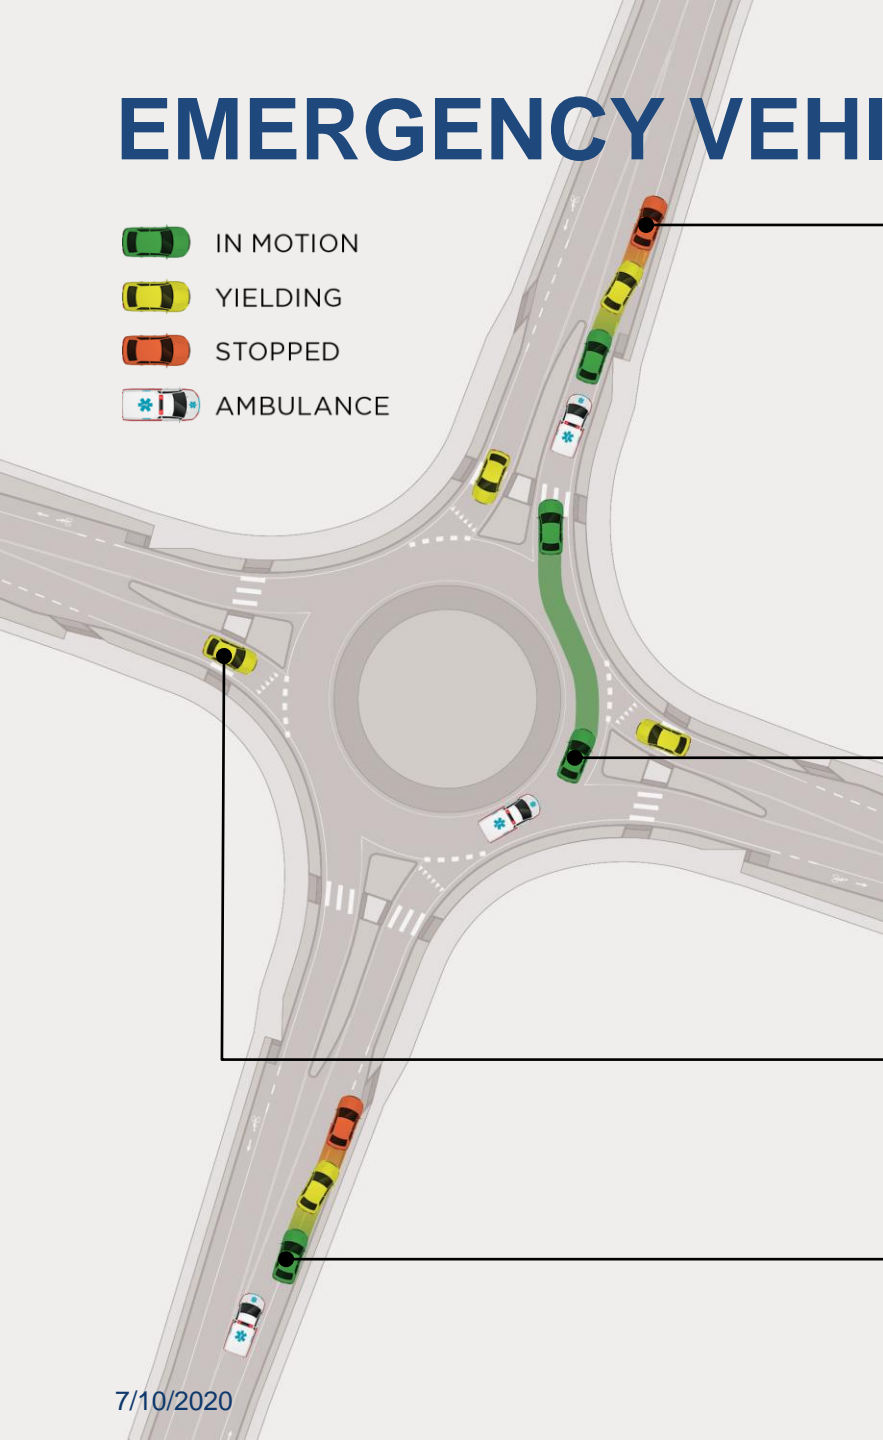 EMERGENCY VEHI
IN MOTION
YIELDING
STOPPED
AMBULANCE
7/10/2020